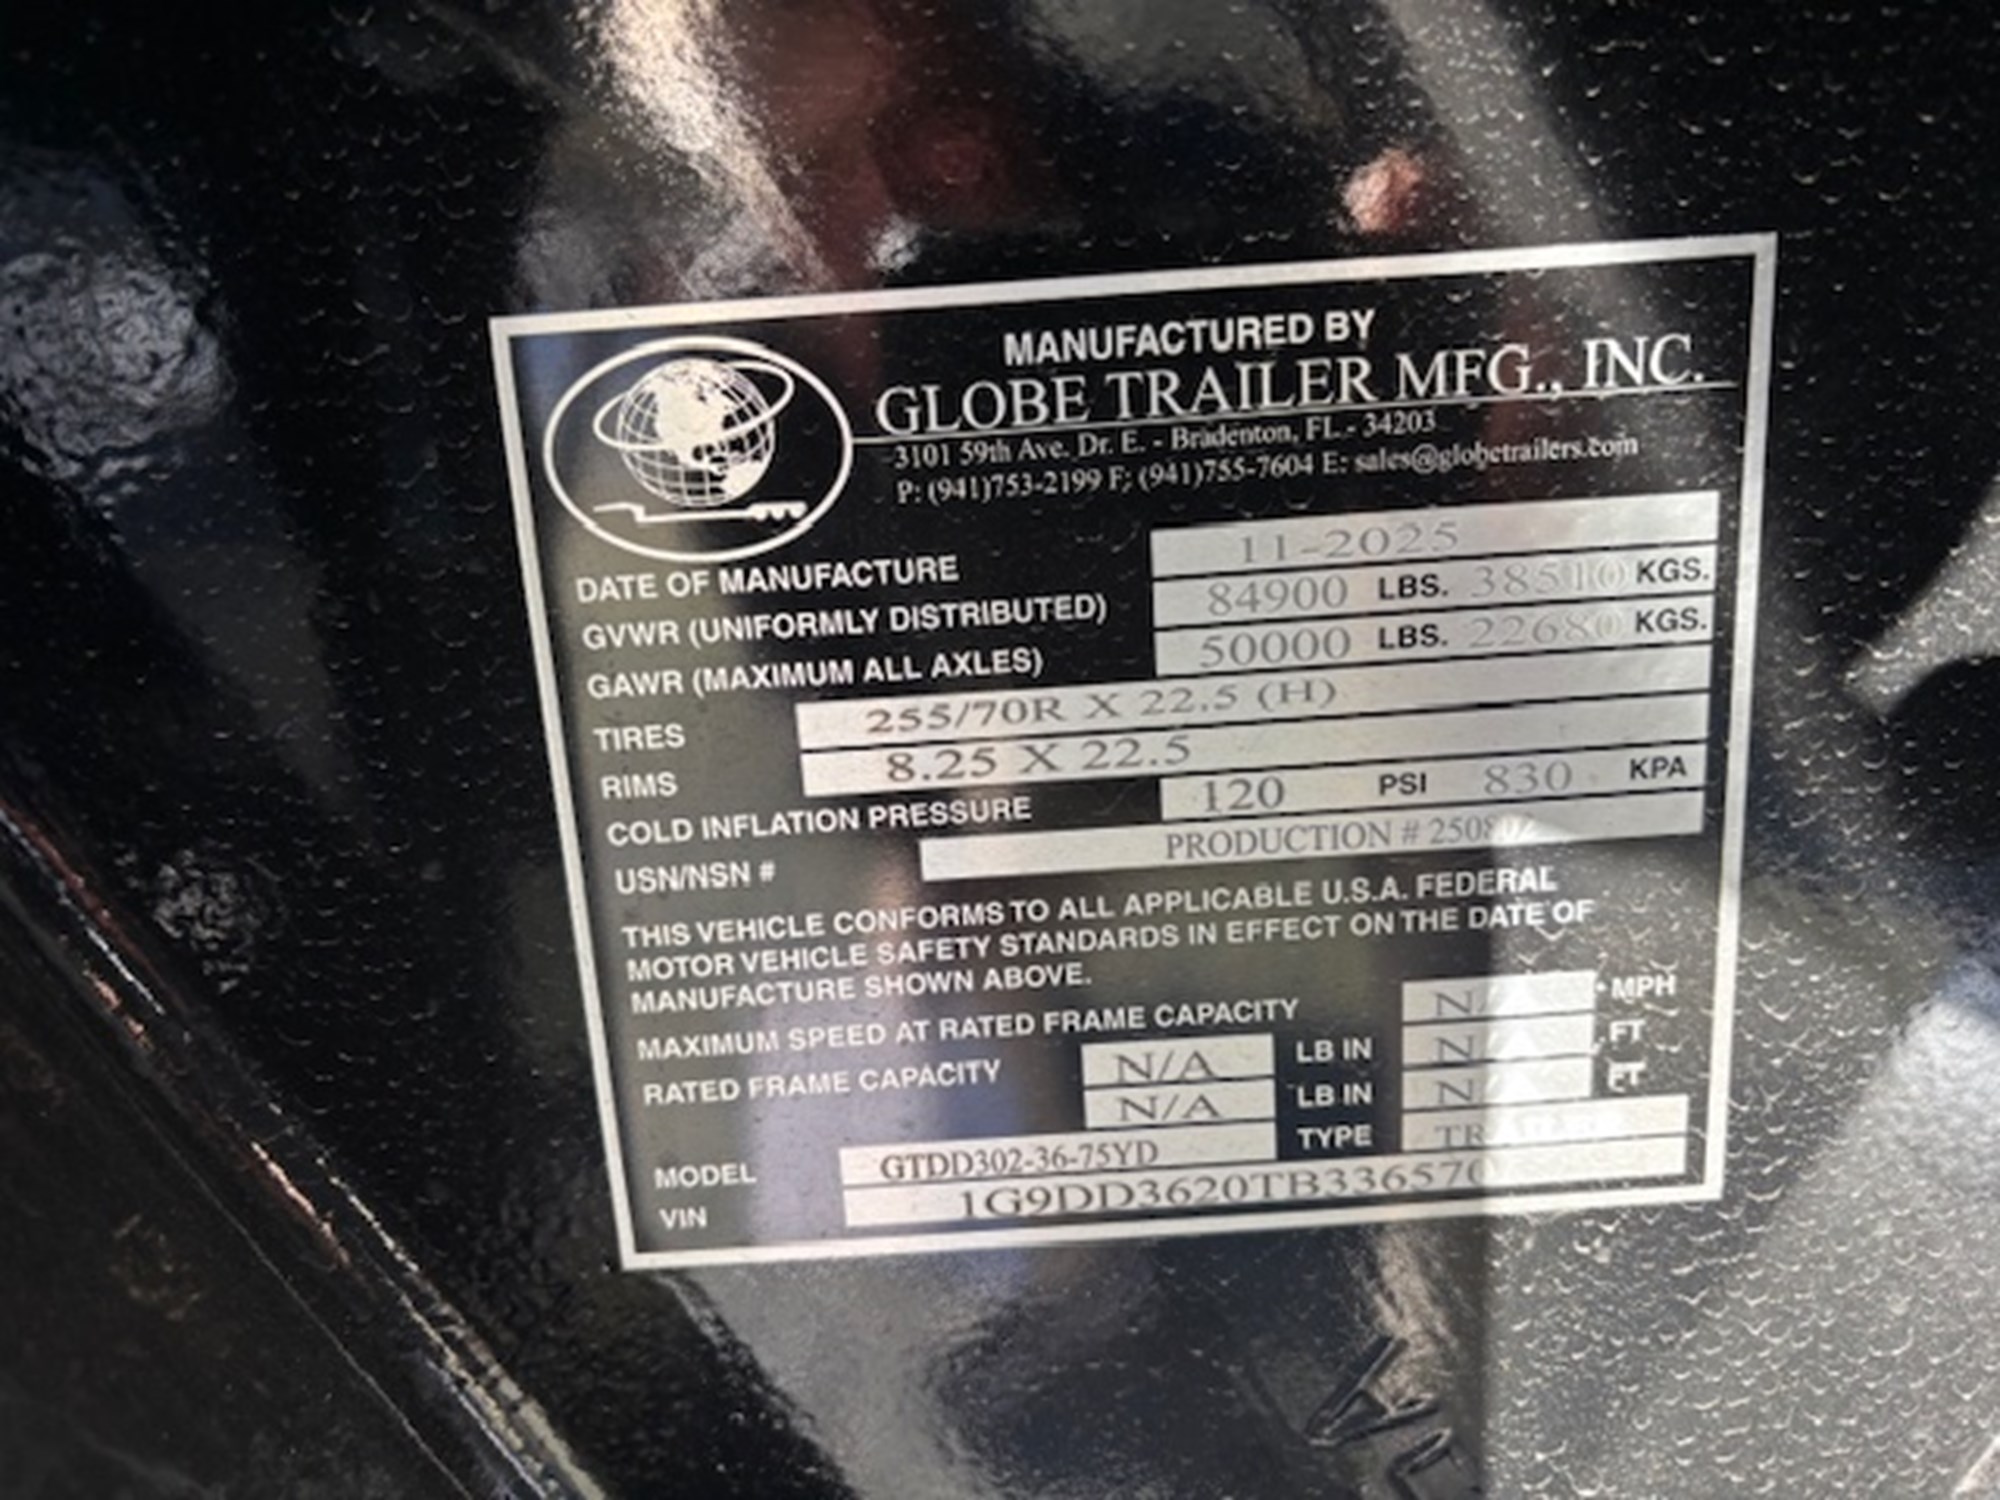 MANUFACTURED BY
GLOBE TRAILER MFG., INC.
3101 59th Ave. Dr. E. - Bradenton, FL - 34203
P: (941)753-2199 F; (941)755-7604 E: sales@globetrailers.com
DATE OF MANUFACTURE 11-2025
GVWR (UNIFORMLY DISTRIBUTED) 84900 LBS. 38510 KGS.
GAWR (MAXIMUM ALL AXLES) 50000 LBS. 22680 KGS.
TIRES 255/70R X 22.5 (H)
RIMS 8.25 X 22.5
COLD INFLATION PRESSURE 120 PSI 830 KPA
USN/NSN # PRODUCTION #
THIS VEHICLE CONFORMS TO ALL APPLICABLE U.S.A. FEDERAL
MOTOR VEHICLE SAFETY STANDARDS IN EFFECT ON THE DATE OF
MANUFACTURE SHOWN ABOVE.
MAXIMUM SPEED AT RATED FRAME CAPACITY N/A MPH
RATED FRAME CAPACITY N/A LB IN N/A FT
N/A LB IN N/A FT
MODEL GTDD302-36-75YD TYPE TRAILER
VIN 1G9DD3620TB336570